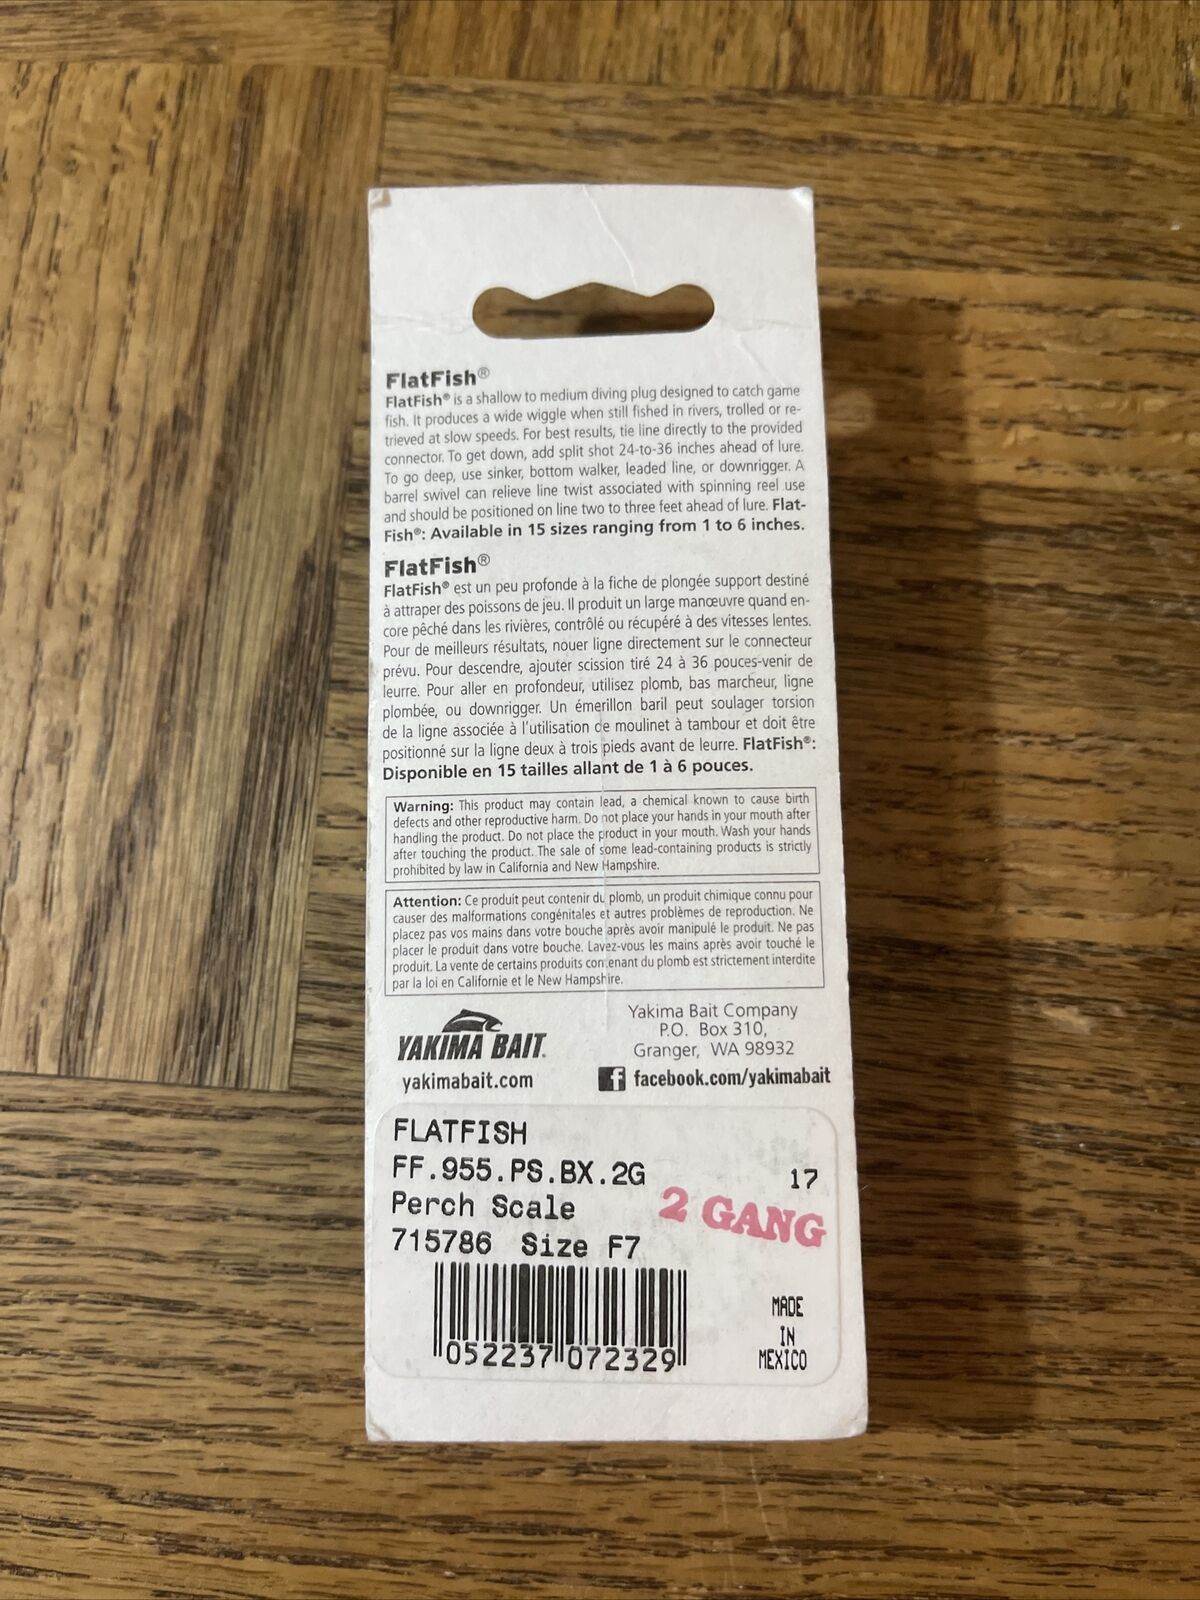 FlatFish®
FlatFish® is a shallow to medium diving plug designed to catch game
fish. It produces a wide wiggle when still fished in rivers, trolled or re-
trieved at slow speeds. For best results, tie line directly to the provided
connector. To get down, add split shot 24-to-36 inches ahead of lure.
To go deep, use sinker, bottom walker, leaded line, or downrigger. A
barrel swivel can relieve line twist associated with spinning reel use
and should be positioned on line two to three feet ahead of lure. Flat-
Fish®: Available in 15 sizes ranging from 1 to 6 inches.
FlatFish®
FlatFish® est un peu profonde à la fiche de plongée support destiné
à attraper des poissons de jeu. Il produit un large manœuvre quand en-
core pêché dans les rivières, contrôlé ou récupéré à des vitesses lentes.
Pour de meilleurs résultats, nouer ligne directement sur le connecteur
prévu. Pour descendre, ajouter scission tiré 24 à 36 pouces-venir de
leurre. Pour aller en profondeur, utilisez plomb, bas marcheur, ligne
plombée, ou downrigger. Un émerillon baril peut soulager torsion
de la ligne associée à l'utilisation de moulinet à tambour et doit être
positionné sur la ligne deux à trois pieds avant de leurre. FlatFish®:
Disponible en 15 tailles allant de 1 à 6 pouces.
Warning: This product may contain lead, a chemical known to cause birth
defects and other reproductive harm. Do not place your hands in your mouth after
handling the product. Do not place the product in your mouth. Wash your hands
after touching the product. The sale of some lead-containing products is strictly
prohibited by law in California and New Hampshire.
Attention: Ce produit peut contenir du plomb, un produit chimique connu pour
causer des malformations congénitales et autres problèmes de reproduction. Ne
placez pas vos mains dans votre bouche après avoir manipulé le produit. Ne pas
placer le produit dans votre bouche. Lavez-vous les mains après avoir touché le
produit. La vente de certains produits contenant du plomb est strictement interdite
par la loi en Californie et le New Hampshire.
YAKIMA BAIT.
yakimabait.com
Yakima Bait Company
P.O. Box 310,
Granger, WA 98932
f facebook.com/yakimabait
FLATFISH
FF.955.PS.BX.2G 17
Perch Scale 2 GANG
715786 Size F7
052237 072329
MADE
IN
MEXICO